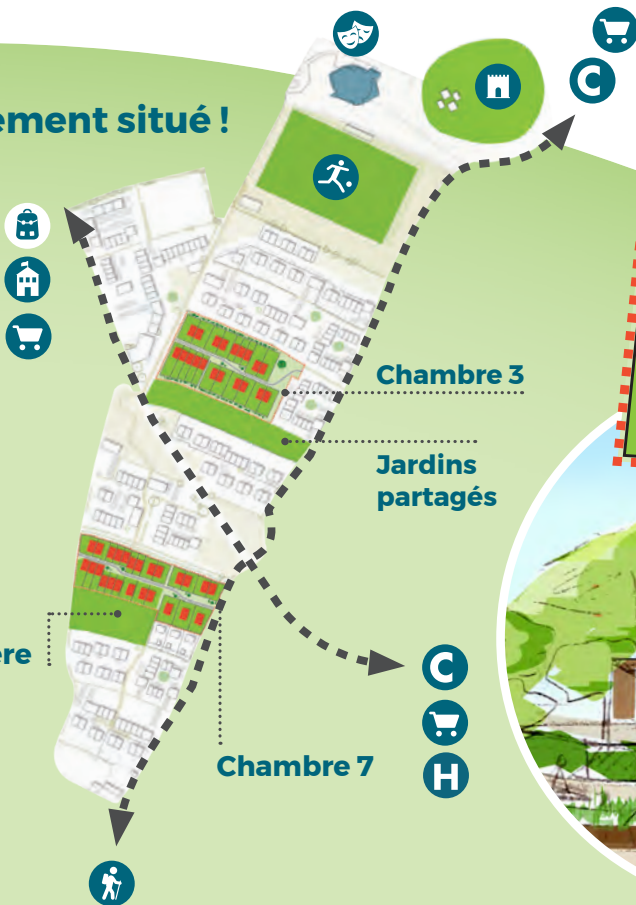 C
ement situé !
Chambre 3
Jardins
partagés
ère
C
Chambre 7
H